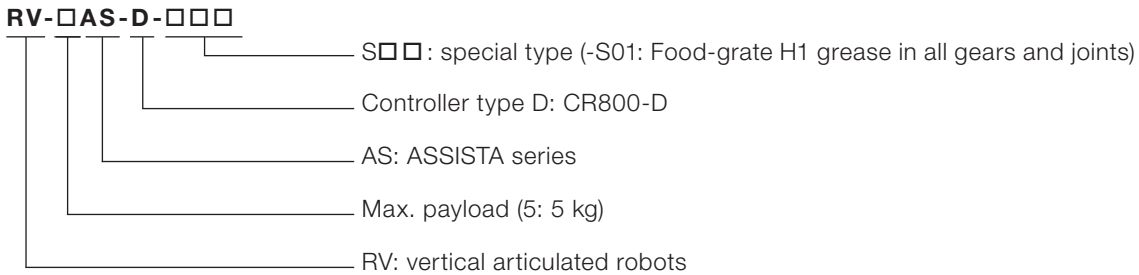 RV-□AS-D-□□□
S□□: special type (-S01: Food-grate H1 grease in all gears and joints)
Controller type D: CR800-D
AS: ASSISTA series
Max. payload (5: 5 kg)
RV: vertical articulated robots